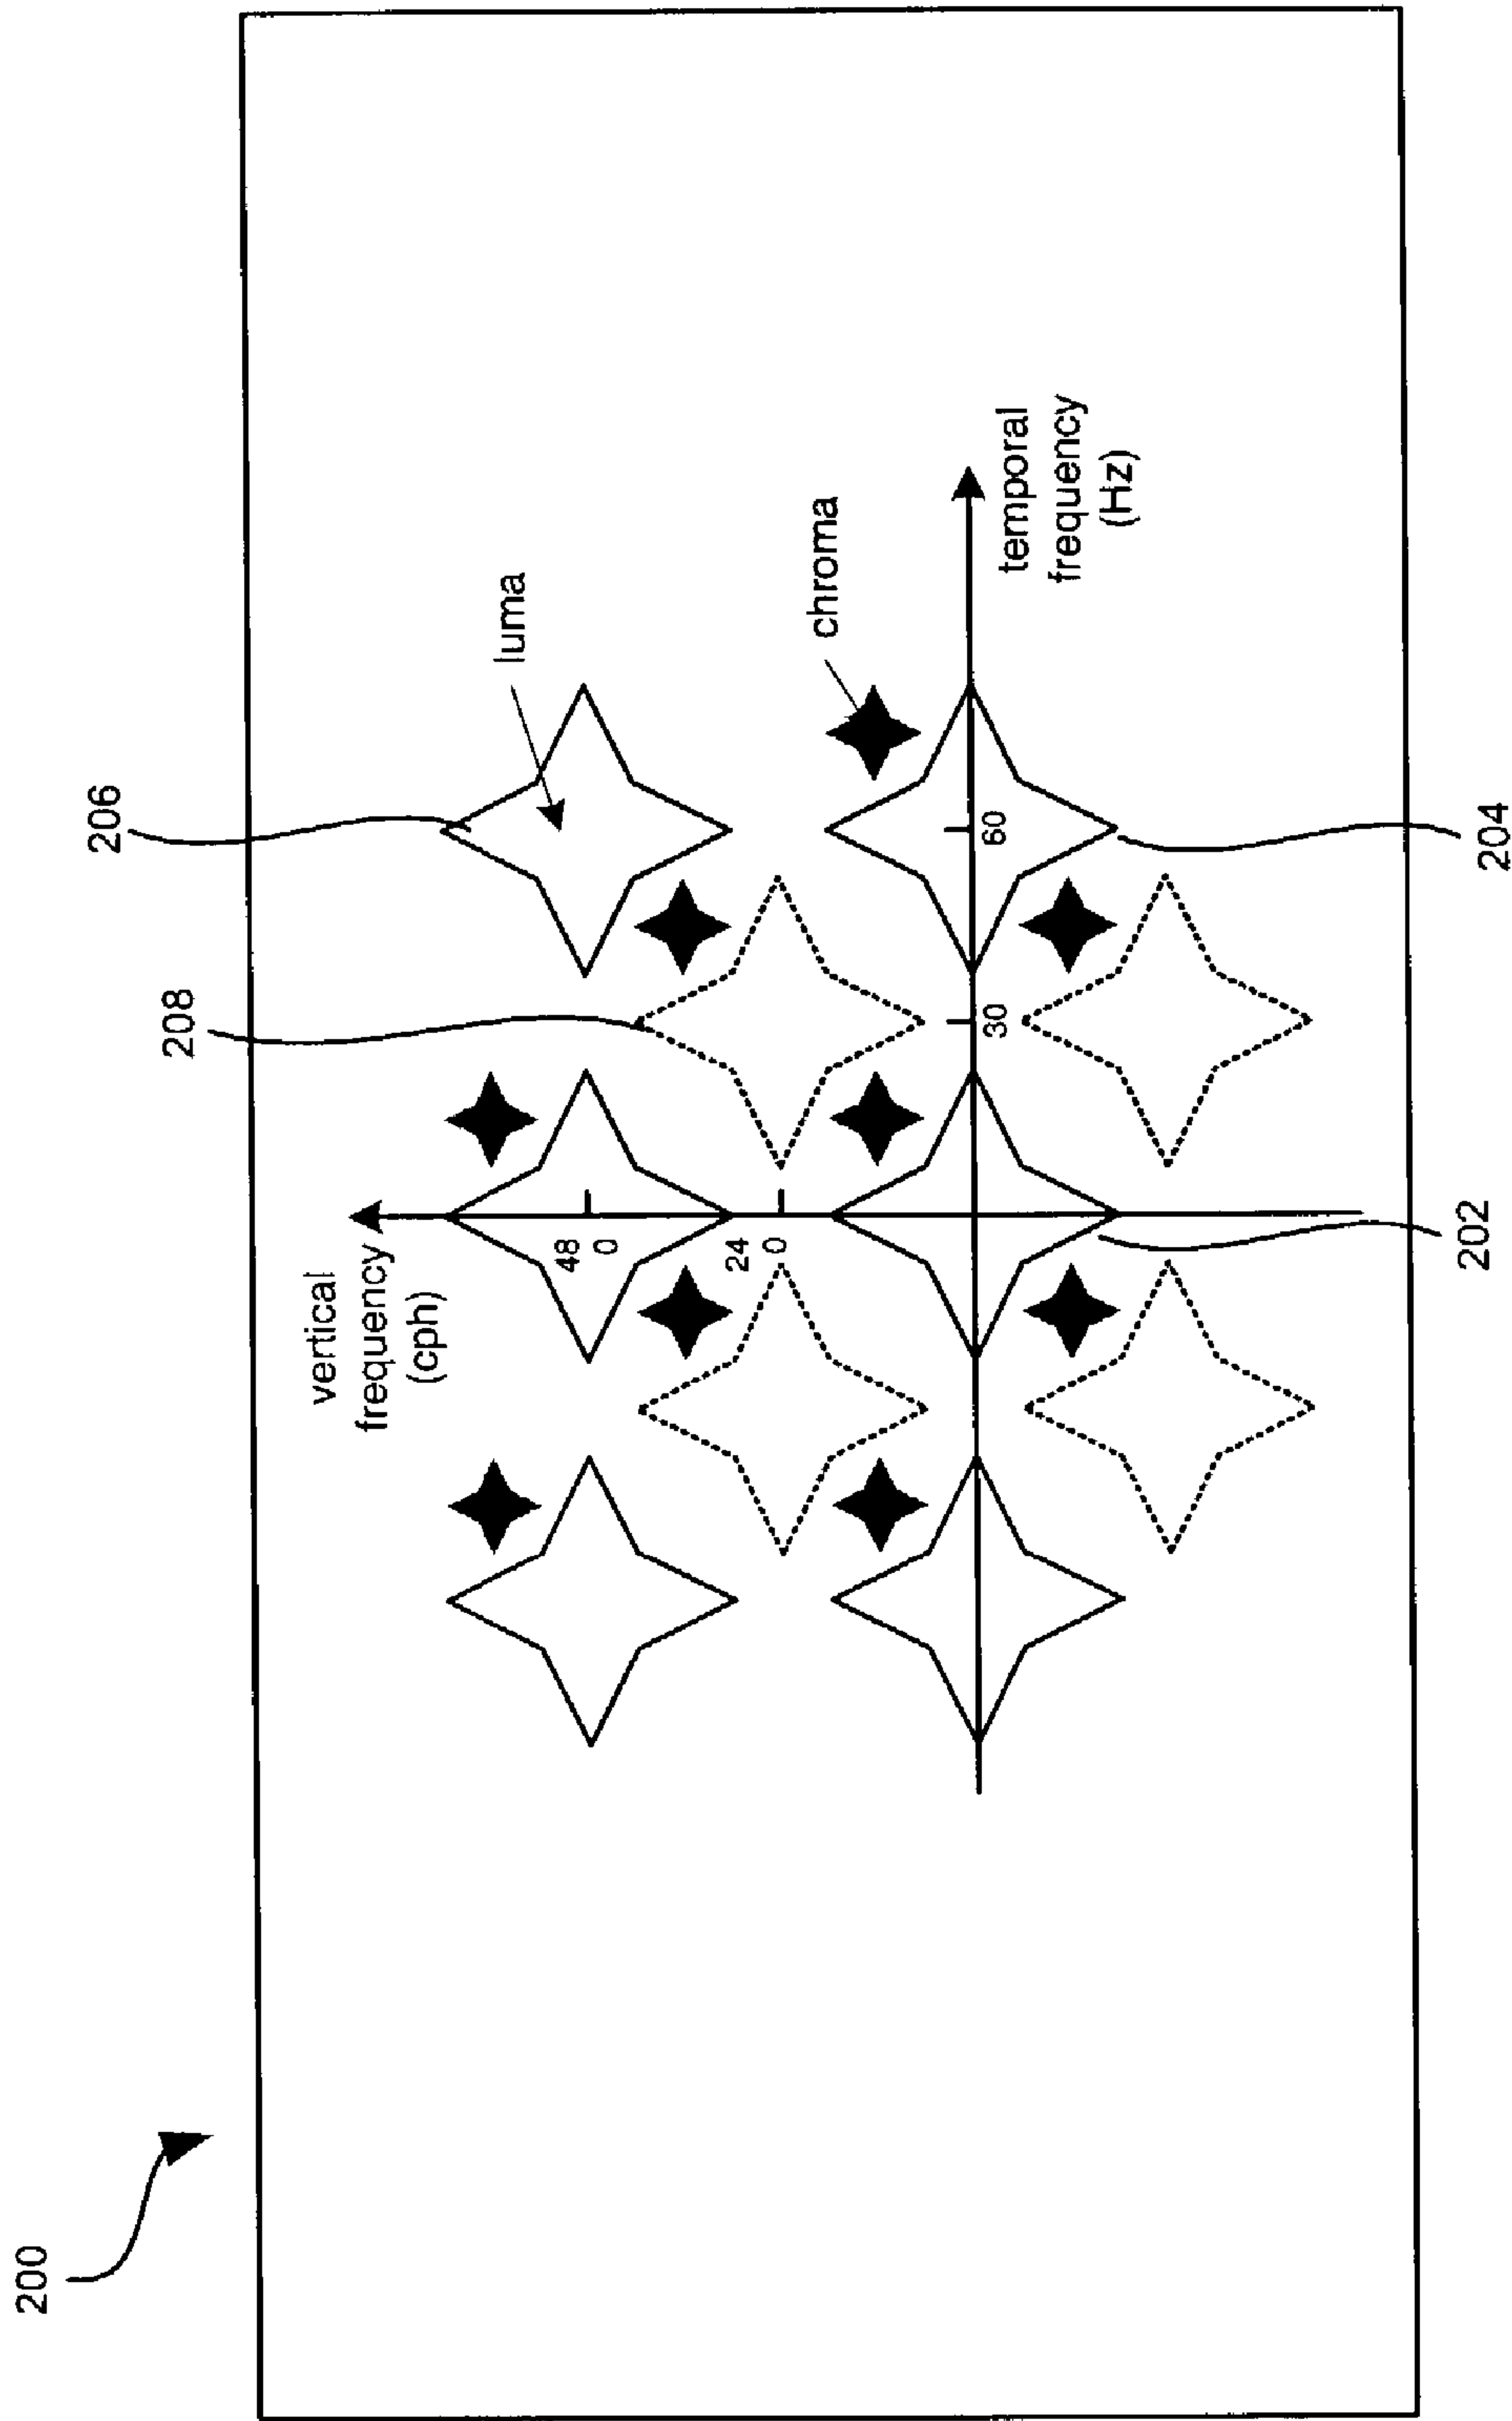 200
206
208
vertical
frequency
(cph)
luma
48
0
24
0
chroma
30
60
temporal
frequency
(Hz)
202
204